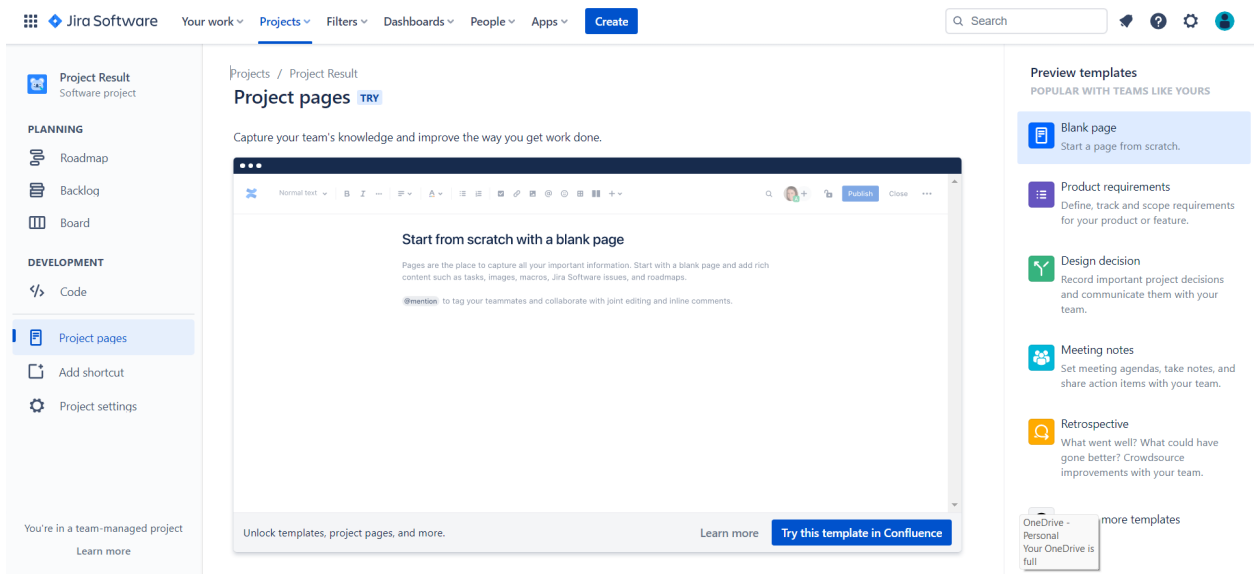 Jira Software
Your work
Projects
Filters
Dashboards
People
Apps
Create
Search
Project Result
Software project
PLANNING
Roadmap
Backlog
Board
DEVELOPMENT
Code
Project pages
Add shortcut
Project settings
You're in a team-managed project
Learn more
Projects / Project Result
Project pages TRY
Capture your team's knowledge and improve the way you get work done.
Normal text
B I
A
@
Publish
Close
Start from scratch with a blank page
Pages are the place to capture all your important information. Start with a blank page and add rich
content such as tasks, images, macros, Jira Software issues, and roadmaps.
@mention to tag your teammates and collaborate with joint editing and inline comments.
Unlock templates, project pages, and more.
Learn more
Try this template in Confluence
Preview templates
POPULAR WITH TEAMS LIKE YOURS
Blank page
Start a page from scratch.
Product requirements
Define, track and scope requirements
for your product or feature.
Design decision
Record important project decisions
and communicate them with your
team.
Meeting notes
Set meeting agendas, take notes, and
share action items with your team.
Retrospective
What went well? What could have
gone better? Crowdsource
improvements with your team.
more templates
OneDrive -
Personal
Your OneDrive is
full